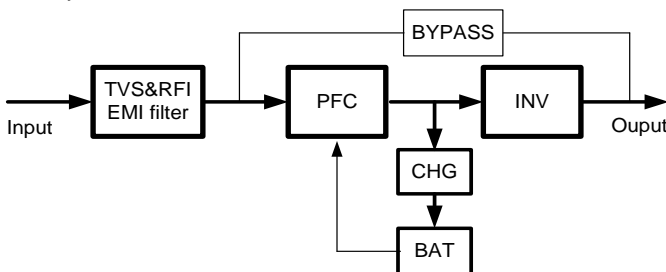 BYPASS
TVS&RFI
EMI filter
PFC
INV
Input
Ouput
CHG
BAT